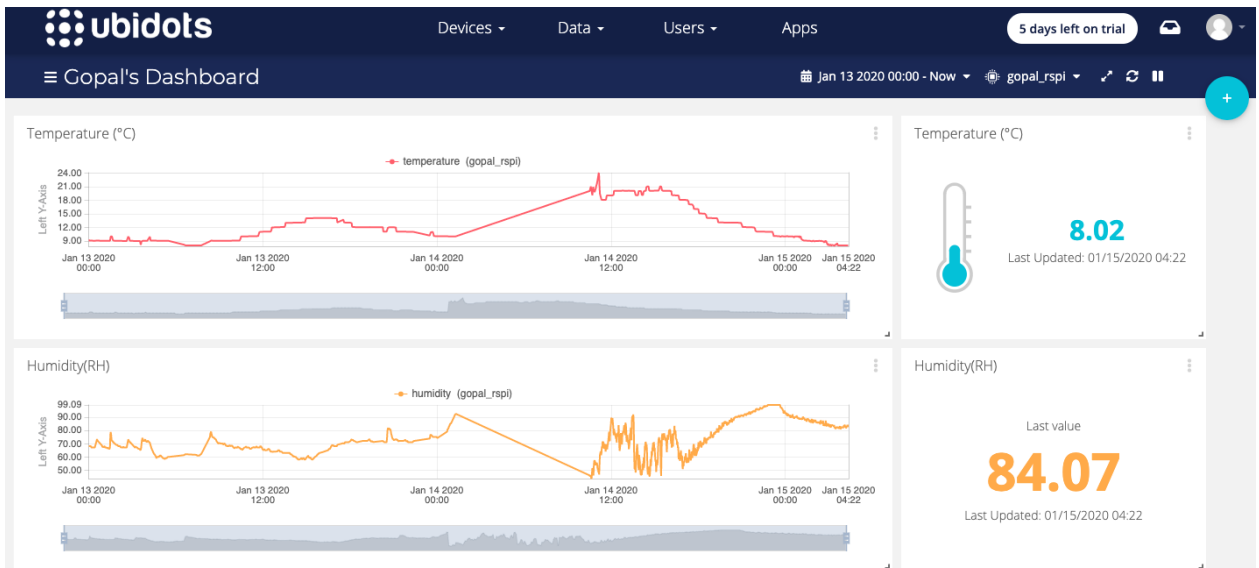 ubidots
Devices
Data
Users
Apps
5 days left on trial
Gopal's Dashboard
Jan 13 2020 00:00 - Now
gopal_rspi
+
Temperature (°C)
temperature (gopal_rspi)
Left Y-Axis
24.00
21.00
18.00
15.00
12.00
9.00
Jan 13 2020
00:00
Jan 13 2020
12:00
Jan 14 2020
00:00
Jan 14 2020
12:00
Jan 15 2020
00:00
Jan 15 2020
04:22
Temperature (°C)
8.02
Last Updated: 01/15/2020 04:22
Humidity(RH)
humidity (gopal_rspi)
Left Y-Axis
99.09
90.00
80.00
70.00
60.00
50.00
Jan 13 2020
00:00
Jan 13 2020
12:00
Jan 14 2020
00:00
Jan 14 2020
12:00
Jan 15 2020
00:00
Jan 15 2020
04:22
Humidity(RH)
Last value
84.07
Last Updated: 01/15/2020 04:22